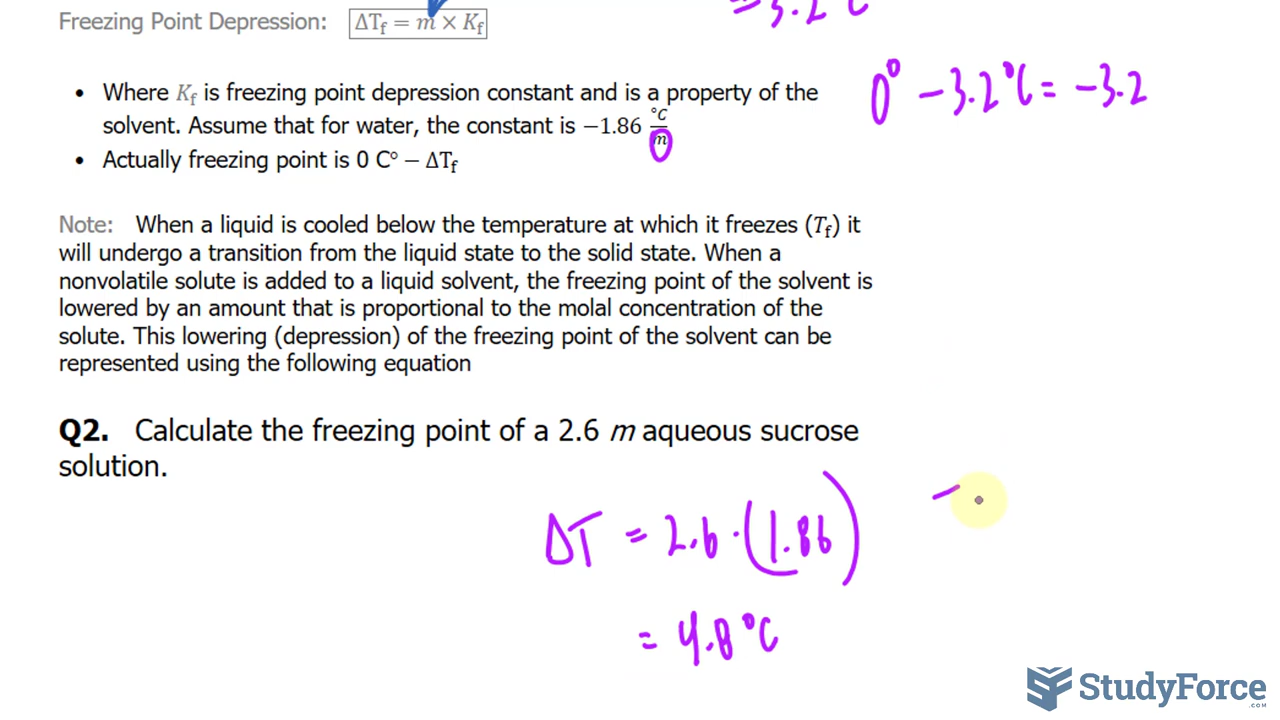 = 3.2 °C
Freezing Point Depression: ΔTf = m × Kf
0° - 3.2°C = -3.2
• Where Kf is freezing point depression constant and is a property of the
solvent. Assume that for water, the constant is −1.86 °C/m
• Actually freezing point is 0 C° − ΔTf
Note: When a liquid is cooled below the temperature at which it freezes (Tf) it
will undergo a transition from the liquid state to the solid state. When a
nonvolatile solute is added to a liquid solvent, the freezing point of the solvent is
lowered by an amount that is proportional to the molal concentration of the
solute. This lowering (depression) of the freezing point of the solvent can be
represented using the following equation
Q2. Calculate the freezing point of a 2.6 m aqueous sucrose
solution.
ΔT = 2.6 · (1.86)
= 4.8°C
StudyForce
.COM